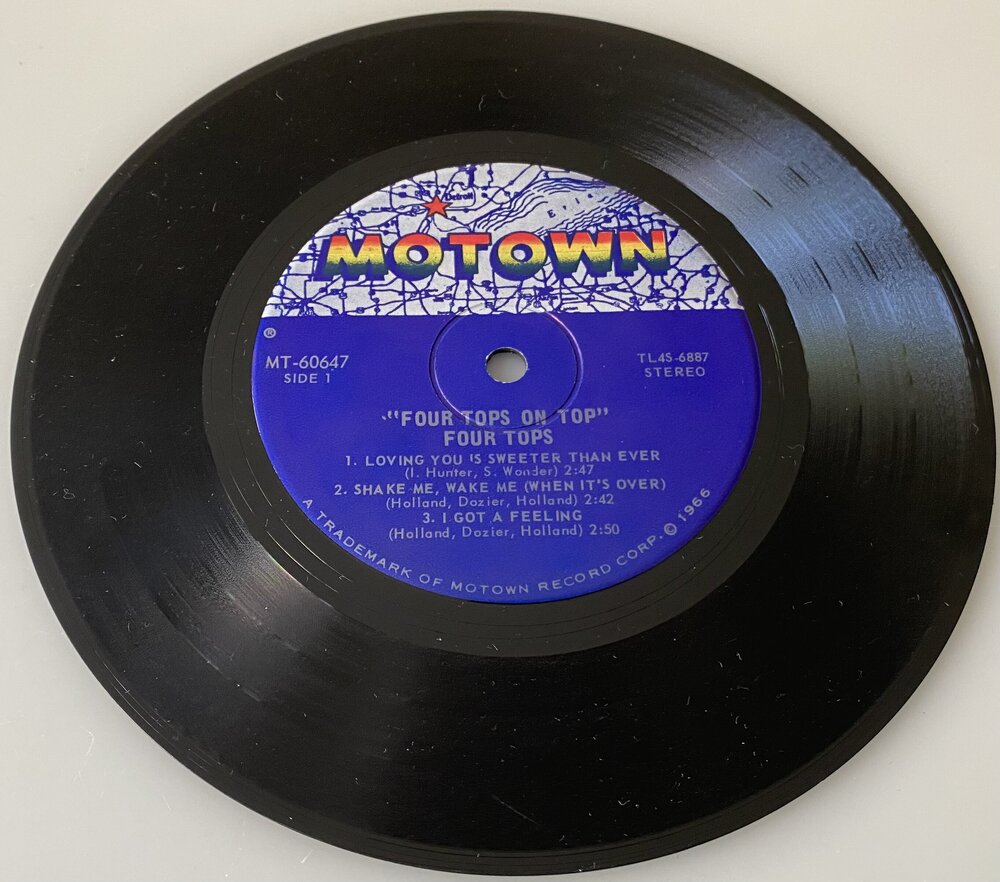 Detroit
Erie
MOTOWN
®
MT-60647
SIDE 1
TL4S-6887
STEREO
"FOUR TOPS ON TOP"
FOUR TOPS
1. LOVING YOU IS SWEETER THAN EVER
(I. Hunter, S. Wonder) 2:47
2. SHAKE ME, WAKE ME (WHEN IT'S OVER)
(Holland, Dozier, Holland) 2:42
3. I GOT A FEELING
(Holland, Dozier, Holland) 2:50
A TRADEMARK OF MOTOWN RECORD CORP. © 1966